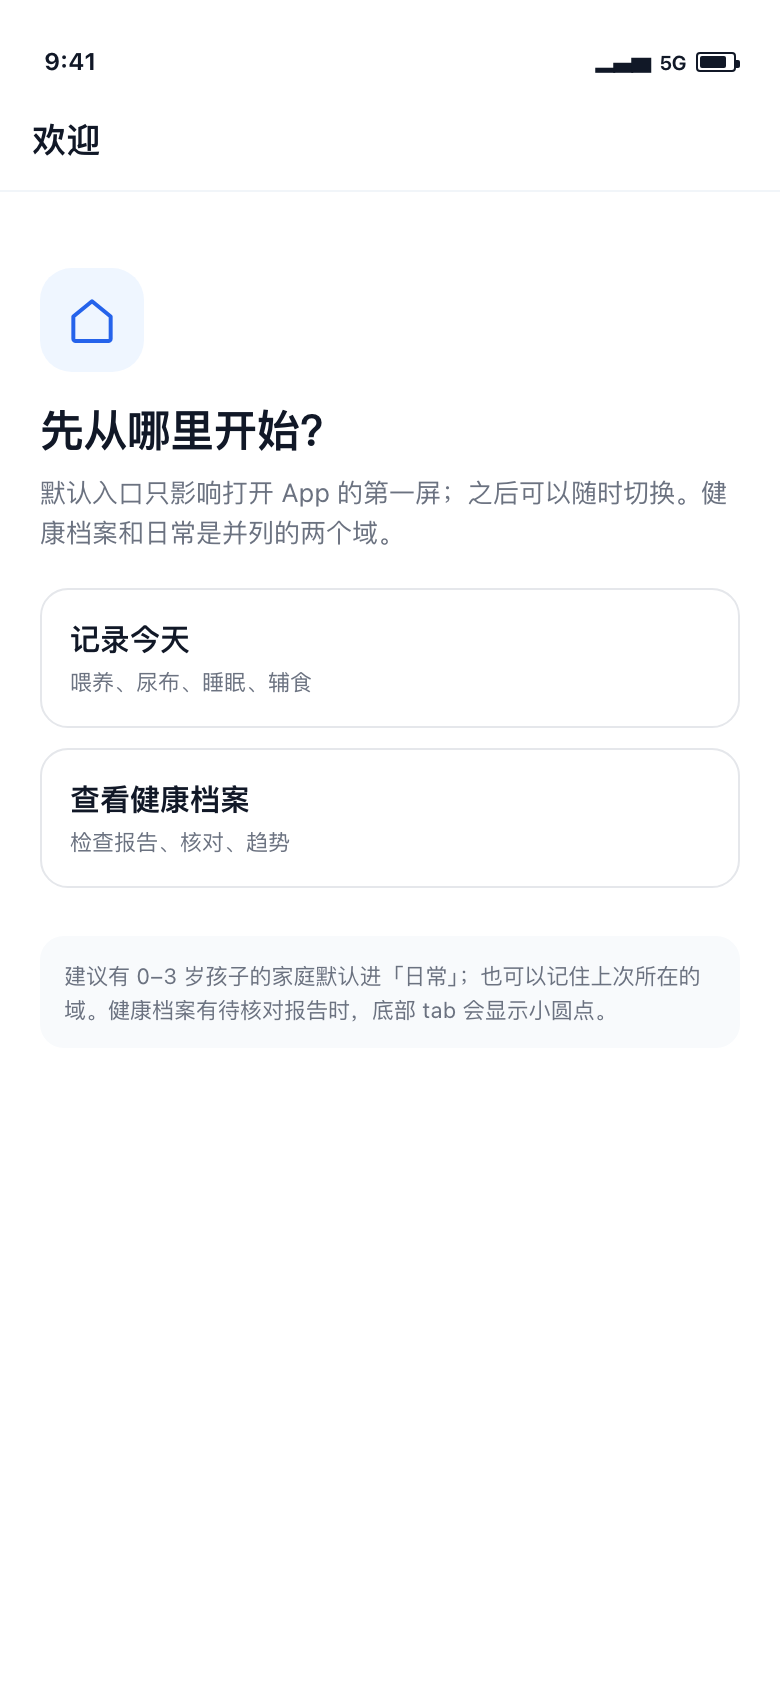 9:41
5G
欢迎
先从哪里开始?
默认入口只影响打开 App 的第一屏；之后可以随时切换。健
康档案和日常是并列的两个域。
记录今天
喂养、尿布、睡眠、辅食
查看健康档案
检查报告、核对、趋势
建议有 0–3 岁孩子的家庭默认进「日常」；也可以记住上次所在的
域。健康档案有待核对报告时，底部 tab 会显示小圆点。